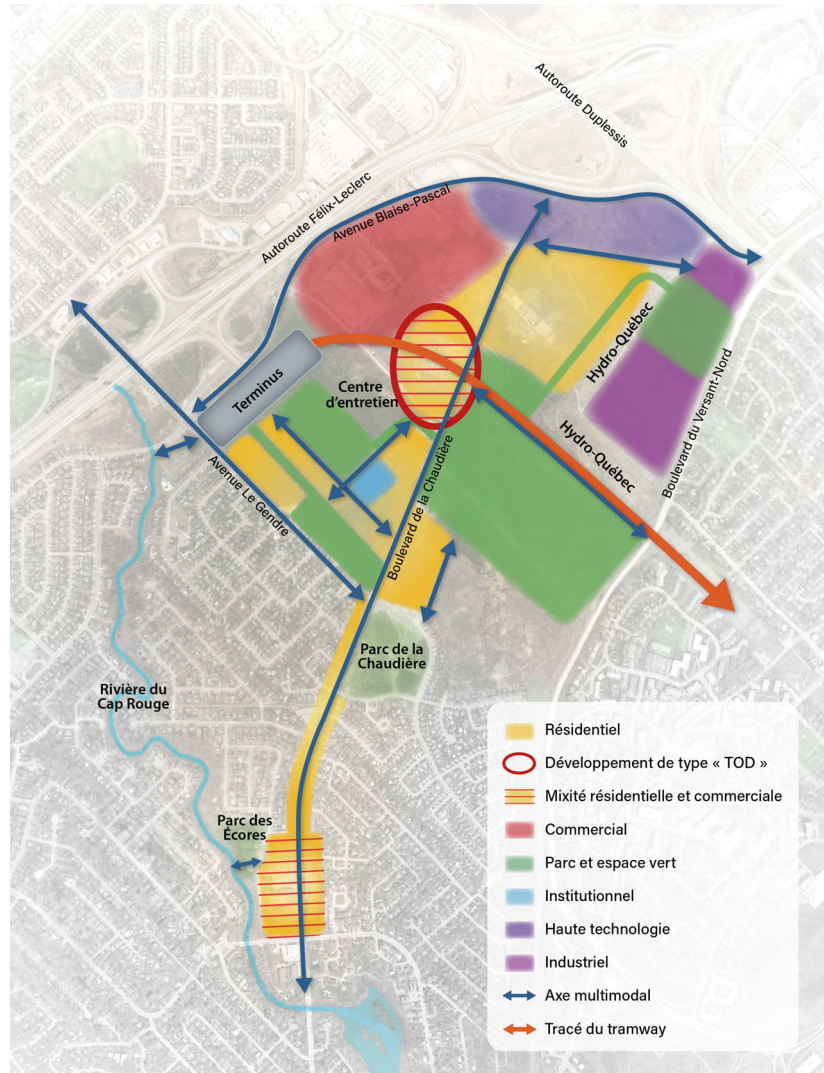 Autoroute Duplessis
Autoroute Félix-Leclerc
Avenue Blaise-Pascal
Hydro-Québec
Terminus
Centre
d'entretien
Hydro-Québec
Boulevard du Versant-Nord
Avenue Le Gendre
Boulevard de la Chaudière
Parc de la
Chaudière
Rivière du
Cap Rouge
Parc des
Écores
Résidentiel
Développement de type « TOD »
Mixité résidentielle et commerciale
Commercial
Parc et espace vert
Institutionnel
Haute technologie
Industriel
Axe multimodal
Tracé du tramway